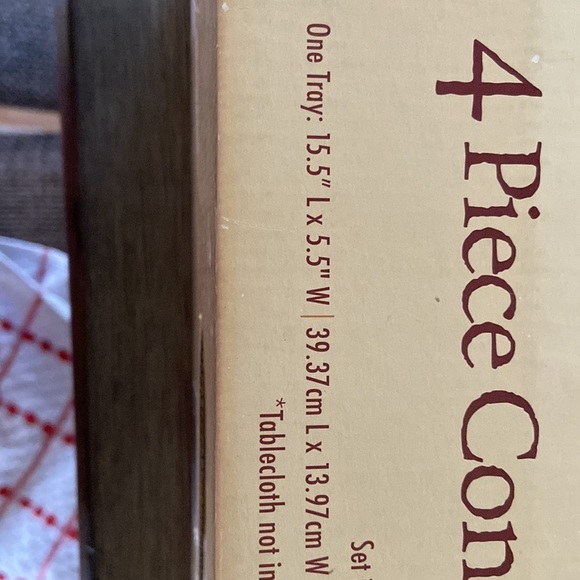 4 Piece Con
Set
One Tray: 15.5" L x 5.5" W | 39.37cm L x 13.97cm W
*Tablecloth not in